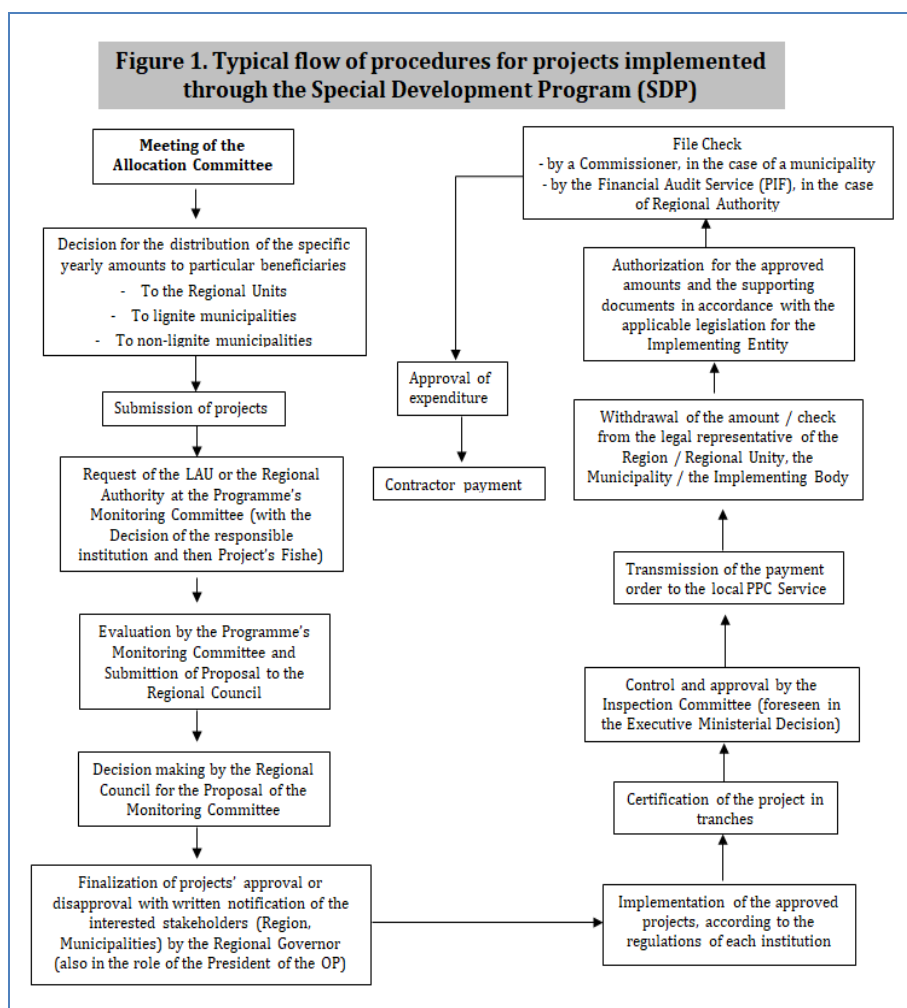 Figure 1. Typical flow of procedures for projects implemented
through the Special Development Program (SDP)
Meeting of the
Allocation Committee
Decision for the distribution of the specific
yearly amounts to particular beneficiaries
- To the Regional Units
- To lignite municipalities
- To non-lignite municipalities
Submission of projects
Request of the LAU or the Regional
Authority at the Programme's
Monitoring Committee (with the
Decision of the responsible
institution and then Project's Fishe)
Evaluation by the Programme's
Monitoring Committee and
Submittion of Proposal to the
Regional Council
Decision making by the Regional
Council for the Proposal of the
Monitoring Committee
Finalization of projects' approval or
disapproval with written notification of the
interested stakeholders (Region,
Municipalities) by the Regional Governor
(also in the role of the President of the OP)
Implementation of the approved
projects, according to the
regulations of each institution
Certification of the project in
tranches
Control and approval by the
Inspection Committee (foreseen in
the Executive Ministerial Decision)
Transmission of the payment
order to the local PPC Service
Withdrawal of the amount / check
from the legal representative of the
Region / Regional Unity, the
Municipality / the Implementing Body
Authorization for the approved
amounts and the supporting
documents in accordance with the
applicable legislation for the
Implementing Entity
File Check
- by a Commissioner, in the case of a municipality
- by the Financial Audit Service (PIF), in the case
of Regional Authority
Approval of
expenditure
Contractor payment